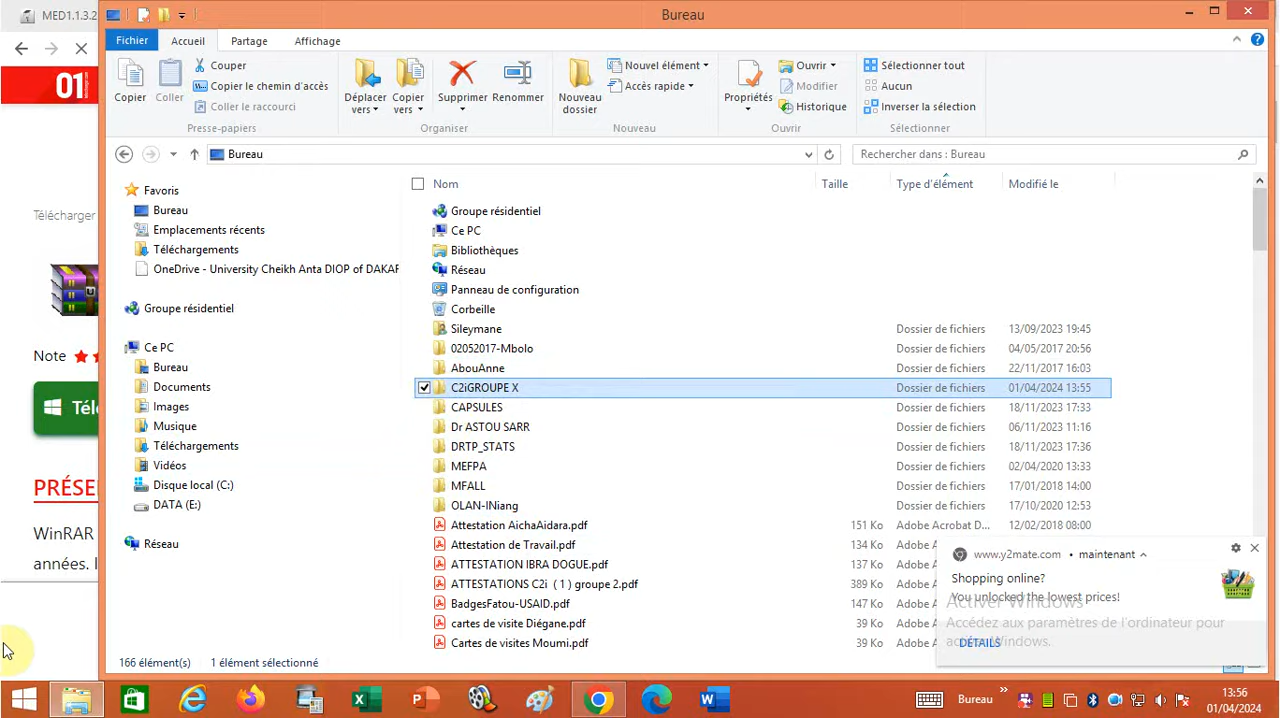 MED1.1.3.2
Bureau
Fichier
Accueil
Partage
Affichage
01
Copier
Coller
Couper
Copier le chemin d'accès
Coller le raccourci
Presse-papiers
Déplacer vers
Copier vers
Supprimer
Renommer
Organiser
Nouveau dossier
Nouvel élément
Accès rapide
Nouveau
Propriétés
Ouvrir
Modifier
Historique
Ouvrir
Sélectionner tout
Aucun
Inverser la sélection
Sélectionner
Bureau
Rechercher dans : Bureau
Nom
Taille
Type d'élément
Modifié le
Télécharger
Note
Tél
PRÉSE
WinRAR
années. l
Favoris
Bureau
Emplacements récents
Téléchargements
OneDrive - University Cheikh Anta DIOP of DAKAR
Groupe résidentiel
Ce PC
Bureau
Documents
Images
Musique
Téléchargements
Vidéos
Disque local (C:)
DATA (E:)
Réseau
Groupe résidentiel
Ce PC
Bibliothèques
Réseau
Panneau de configuration
Corbeille
Sileymane Dossier de fichiers 13/09/2023 19:45
02052017-Mbolo Dossier de fichiers 04/05/2017 20:56
AbouAnne Dossier de fichiers 22/11/2017 16:03
C2iGROUPE X Dossier de fichiers 01/04/2024 13:55
CAPSULES Dossier de fichiers 18/11/2023 17:33
Dr ASTOU SARR Dossier de fichiers 06/11/2023 11:16
DRTP_STATS Dossier de fichiers 18/11/2023 17:36
MEFPA Dossier de fichiers 02/04/2020 13:33
MFALL Dossier de fichiers 17/01/2018 14:00
OLAN-INiang Dossier de fichiers 17/10/2020 12:53
Attestation AichaAidara.pdf 151 Ko Adobe Acrobat D... 12/02/2018 08:00
Attestation de Travail.pdf 134 Ko Adobe A
ATTESTATION IBRA DOGUE.pdf 137 Ko Adobe A
ATTESTATIONS C2i ( 1 ) groupe 2.pdf 389 Ko Adobe A
BadgesFatou-USAID.pdf 147 Ko Adobe A
cartes de visite Diégane.pdf 39 Ko Adobe A
Cartes de visites Moumi.pdf 39 Ko Adobe A
www.y2mate.com • maintenant
Shopping online?
You unlocked the lowest prices!
Activer Windows
Accédez aux paramètres de l'ordinateur pour
activer Windows.
DÉTAILS
166 élément(s)
1 élément sélectionné
Bureau
13:56
01/04/2024